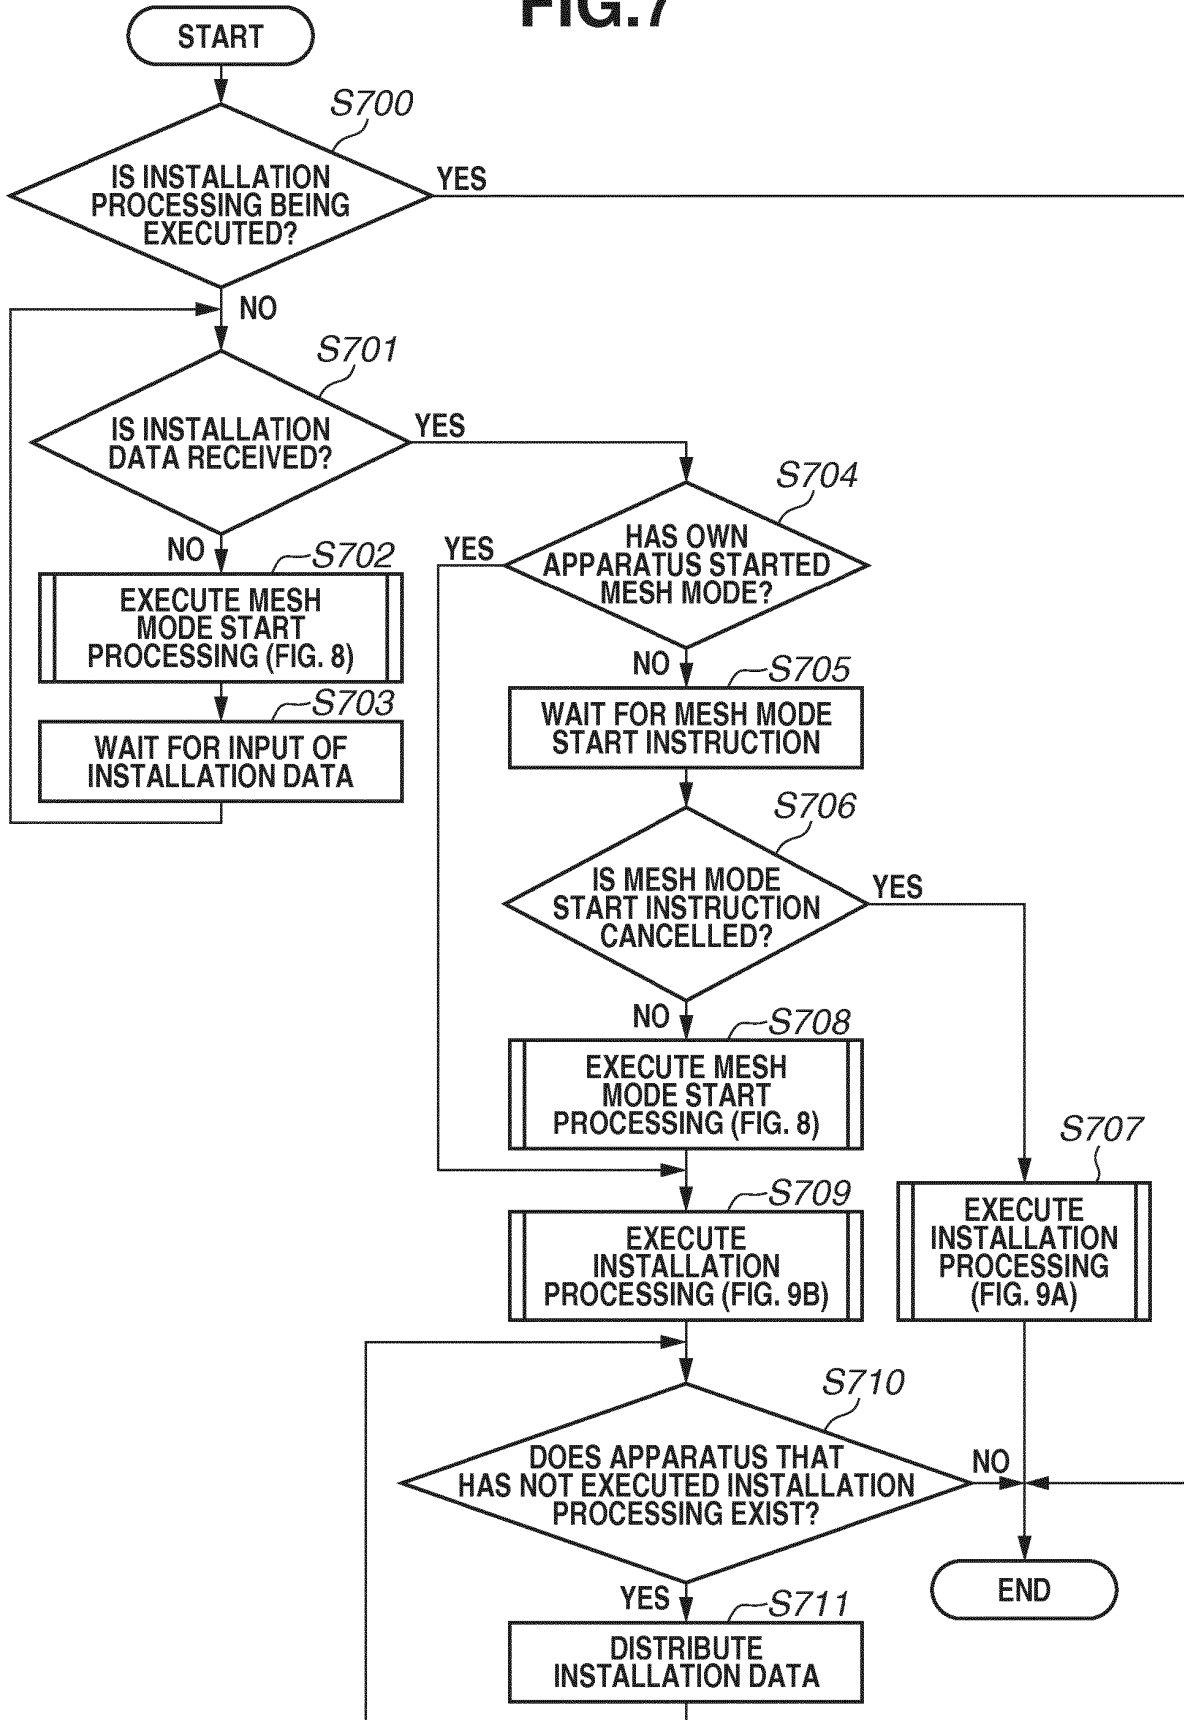 FIG.7
START
S700
IS INSTALLATION
PROCESSING BEING
EXECUTED?
YES
NO
S701
IS INSTALLATION
DATA RECEIVED?
YES
NO
S702
EXECUTE MESH
MODE START
PROCESSING (FIG. 8)
S703
WAIT FOR INPUT OF
INSTALLATION DATA
S704
HAS OWN
APPARATUS STARTED
MESH MODE?
YES
NO
S705
WAIT FOR MESH MODE
START INSTRUCTION
S706
IS MESH MODE
START INSTRUCTION
CANCELLED?
YES
NO
S708
EXECUTE MESH
MODE START
PROCESSING (FIG. 8)
S707
EXECUTE
INSTALLATION
PROCESSING
(FIG. 9A)
S709
EXECUTE
INSTALLATION
PROCESSING (FIG. 9B)
S710
DOES APPARATUS THAT
HAS NOT EXECUTED INSTALLATION
PROCESSING EXIST?
NO
YES
END
S711
DISTRIBUTE
INSTALLATION DATA